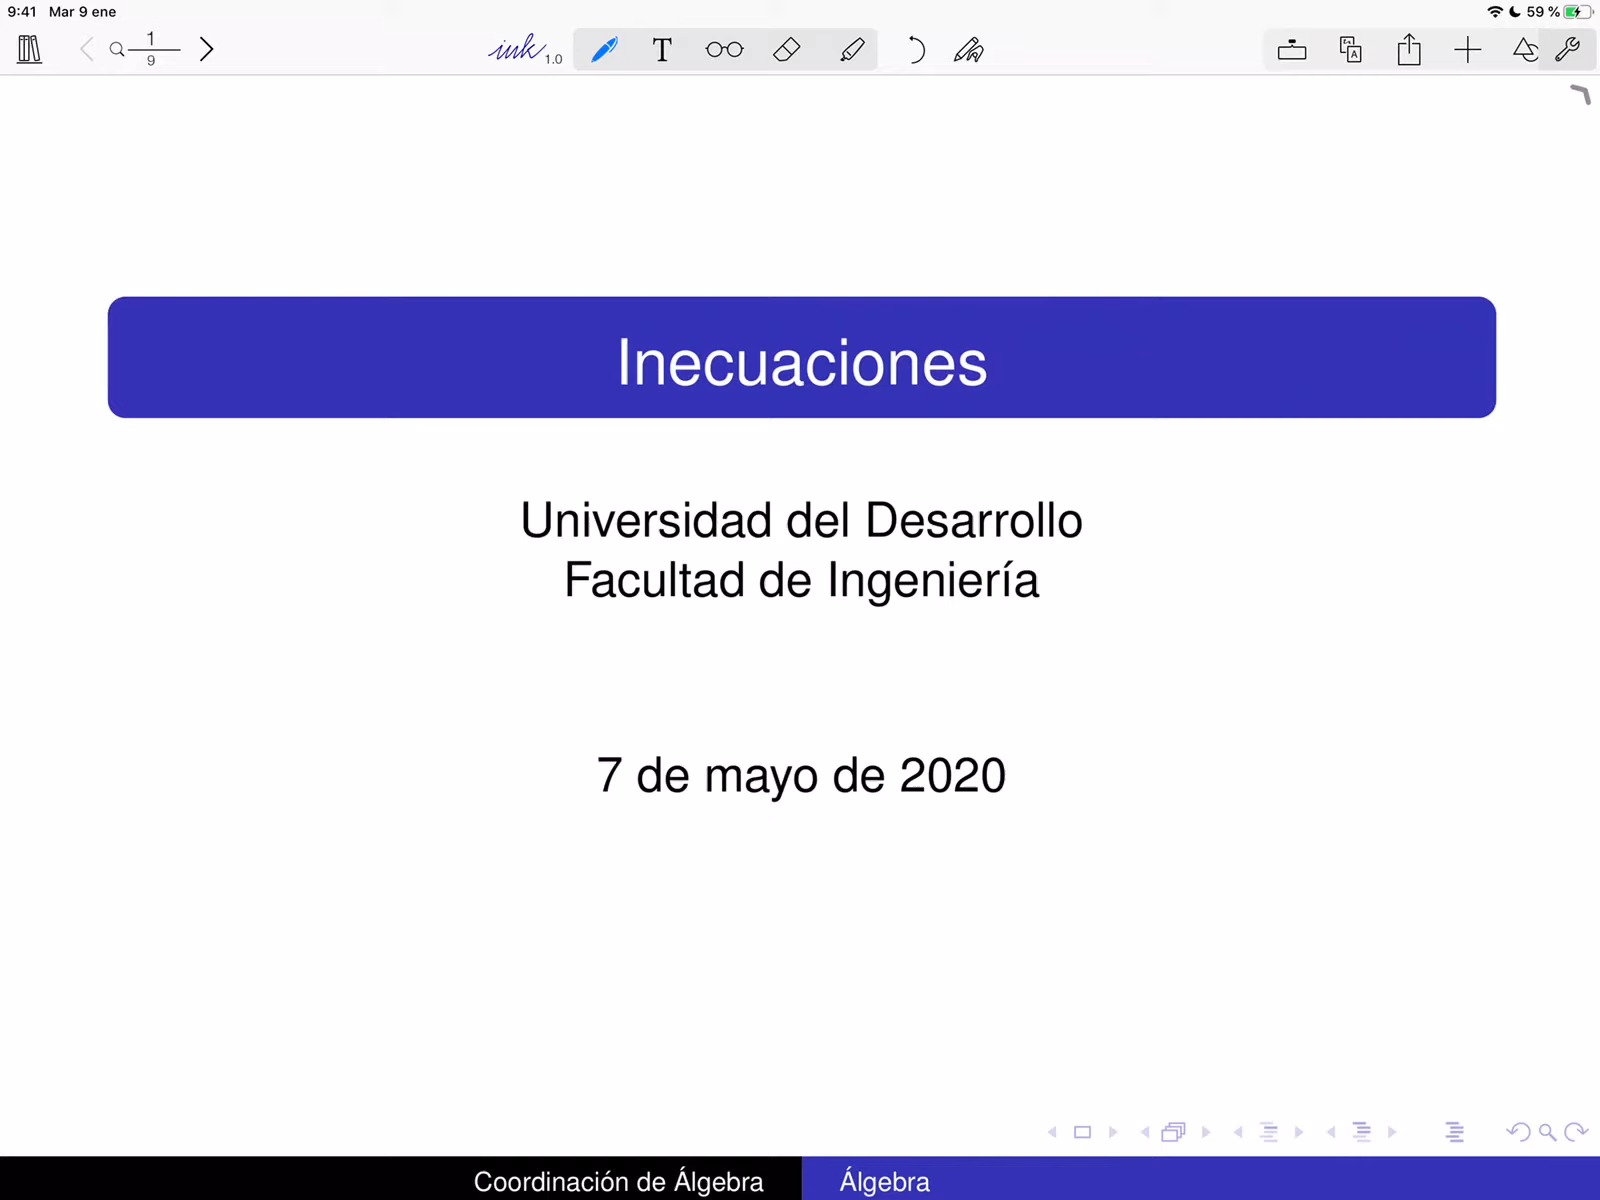 9:41 Mar 9 ene
59 %
1
9
ink 1.0
T
Inecuaciones
Universidad del Desarrollo
Facultad de Ingeniería
7 de mayo de 2020
Coordinación de Álgebra
Álgebra